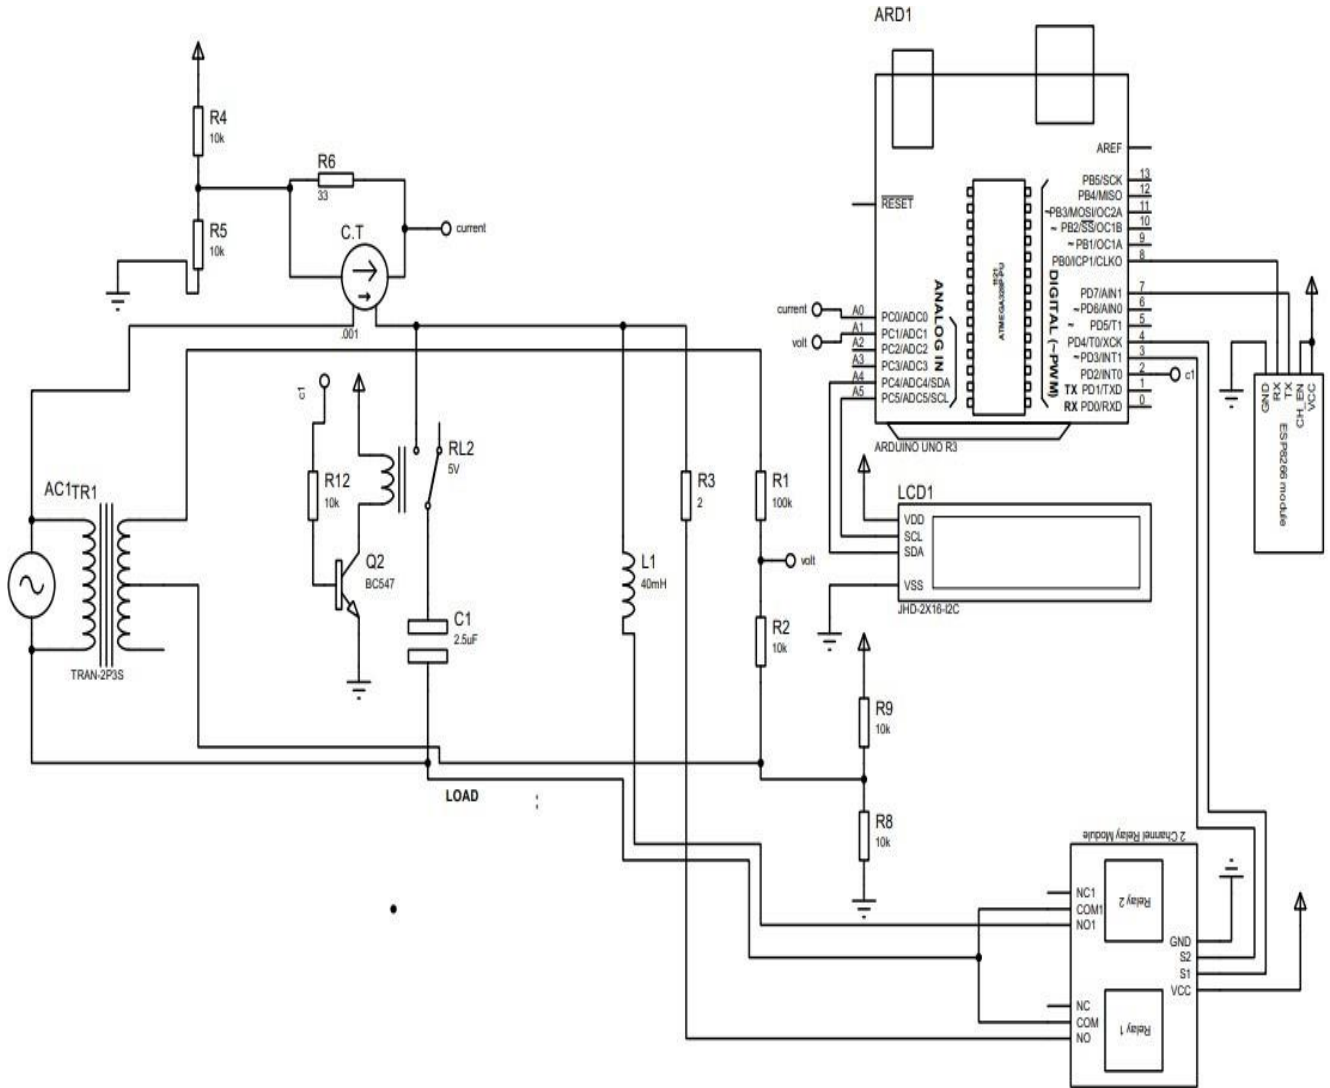 ARD1
R4
10k
R6
33
R5
10k
C.T
current
.001
RESET
AREF
PB5/SCK 13
PB4/MISO 12
~PB3/MOSI/OC2A 11
~ PB2/SS/OC1B 10
~ PB1/OC1A 9
PB0/ICP1/CLKO 8
PD7/AIN1 7
~PD6/AIN0 6
~ PD5/T1 5
PD4/T0/XCK 4
~PD3/INT1 3
PD2/INT0 2
TX PD1/TXD 1
RX PD0/RXD 0
c1
ANALOG IN
DIGITAL (~PWM)
ATMEGA328P-PU
1121
current
volt
A0 PC0/ADC0
A1 PC1/ADC1
A2 PC2/ADC2
A3 PC3/ADC3
A4 PC4/ADC4/SDA
A5 PC5/ADC5/SCL
ARDUINO UNO R3
GND
RX
TX
CH_EN
VCC
ESP8266 module
c1
R12
10k
RL2
5V
R3
2
R1
100k
LCD1
VDD
SCL
SDA
VSS
JHD-2X16-I2C
AC1
TR1
TRAN-2P3S
Q2
BC547
C1
2.5uF
L1
40mH
volt
R2
10k
R9
10k
R8
10k
LOAD
:
2 Channel Relay Module
NC1
COM1
NO1
Relay 2
GND
S2
S1
VCC
NC
COM
NO
Relay 1